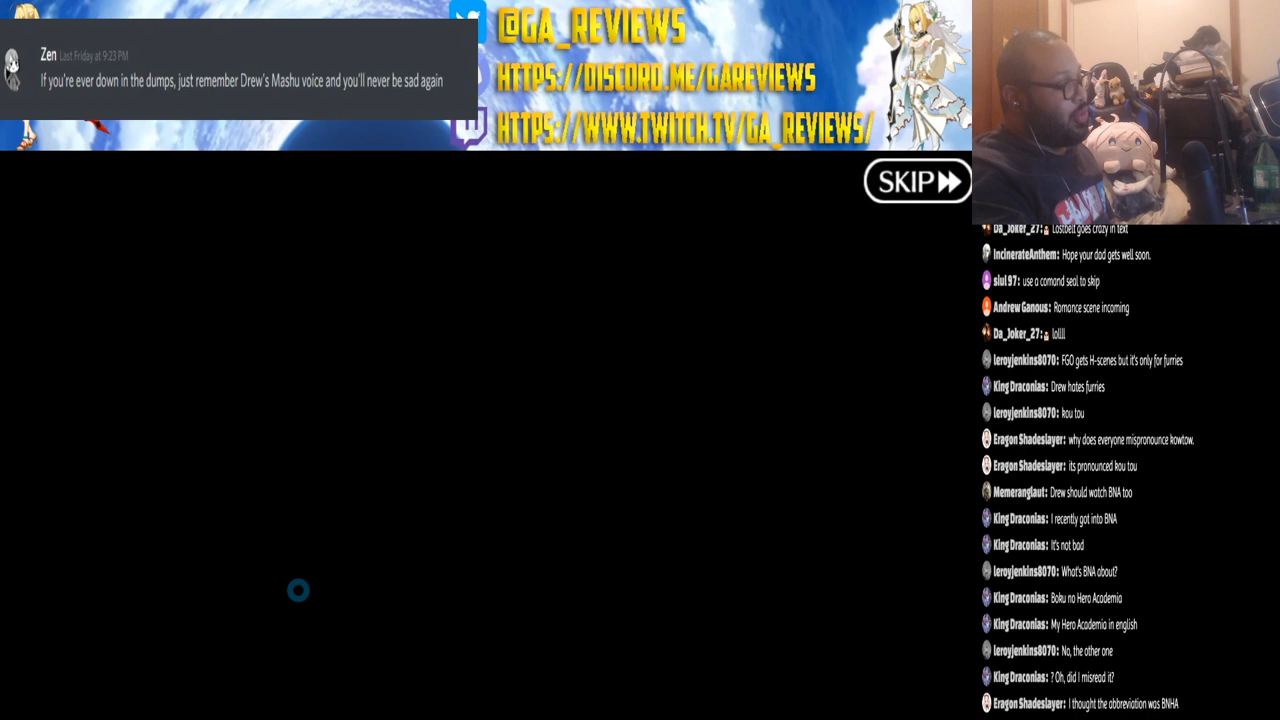 Zen Last Friday at 9:23 PM
If you're ever down in the dumps, just remember Drew's Mashu voice and you'll never be sad again
@GA_REVIEWS
HTTPS://DISCORD.ME/GAREVIEWS
HTTPS://WWW.TWITCH.TV/GA_REVIEWS/
SKIP
Da_Joker_27: Lostbelt goes crazy in text
IncinerateAnthem: Hope your dad gets well soon.
siul97: use a comand seal to skip
Andrew Ganous: Romance scene incoming
Da_Joker_27: lollll
leroyjenkins8070: FGO gets H-scenes but it's only for furries
King Draconias: Drew hates furries
leroyjenkins8070: kou tou
Eragon Shadeslayer: why does everyone mispronounce kowtow.
Eragon Shadeslayer: its pronounced kou tou
Memeranglaut: Drew should watch BNA too
King Draconias: I recently got into BNA
King Draconias: It's not bad
leroyjenkins8070: What's BNA about?
King Draconias: Boku no Hero Academia
King Draconias: My Hero Academia in english
leroyjenkins8070: No, the other one
King Draconias: ? Oh, did I misread it?
Eragon Shadeslayer: I thought the abbreviation was BNHA